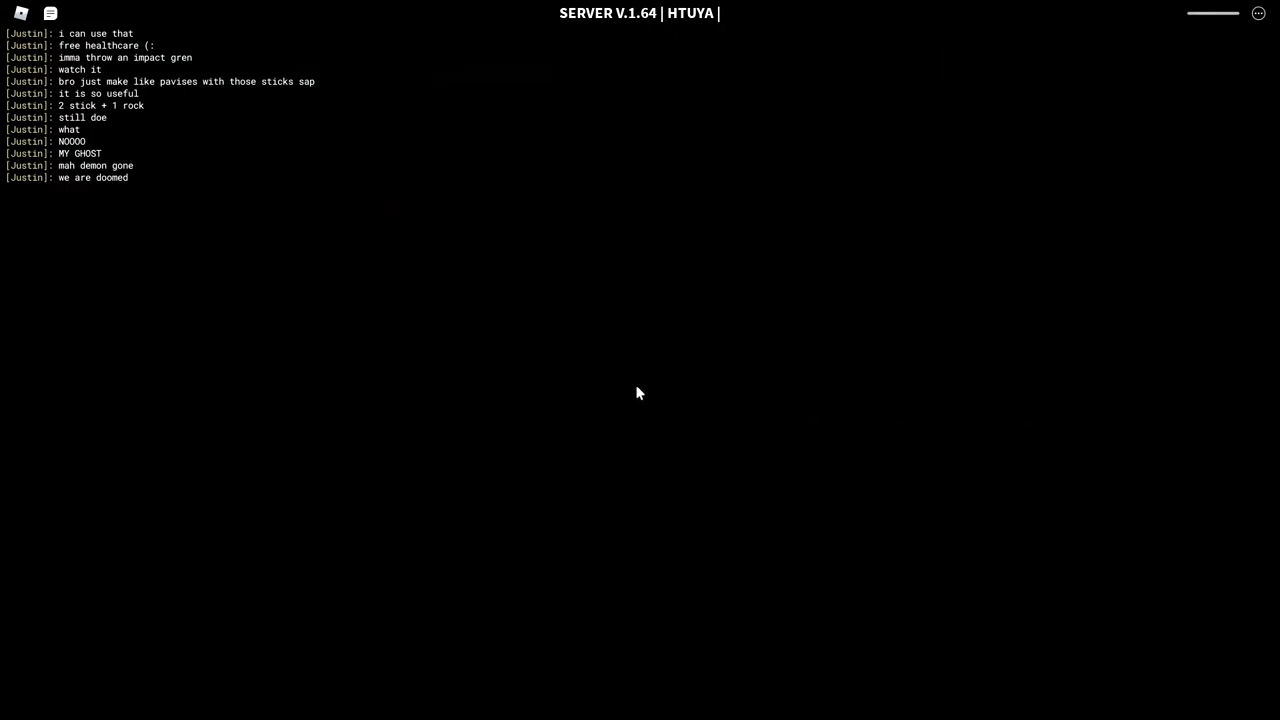 SERVER V.1.64 | HTUYA |
[Justin]: i can use that
[Justin]: free healthcare (:
[Justin]: imma throw an impact gren
[Justin]: watch it
[Justin]: bro just make like pavises with those sticks sap
[Justin]: it is so useful
[Justin]: 2 stick + 1 rock
[Justin]: still doe
[Justin]: what
[Justin]: NOOOO
[Justin]: MY GHOST
[Justin]: mah demon gone
[Justin]: we are doomed